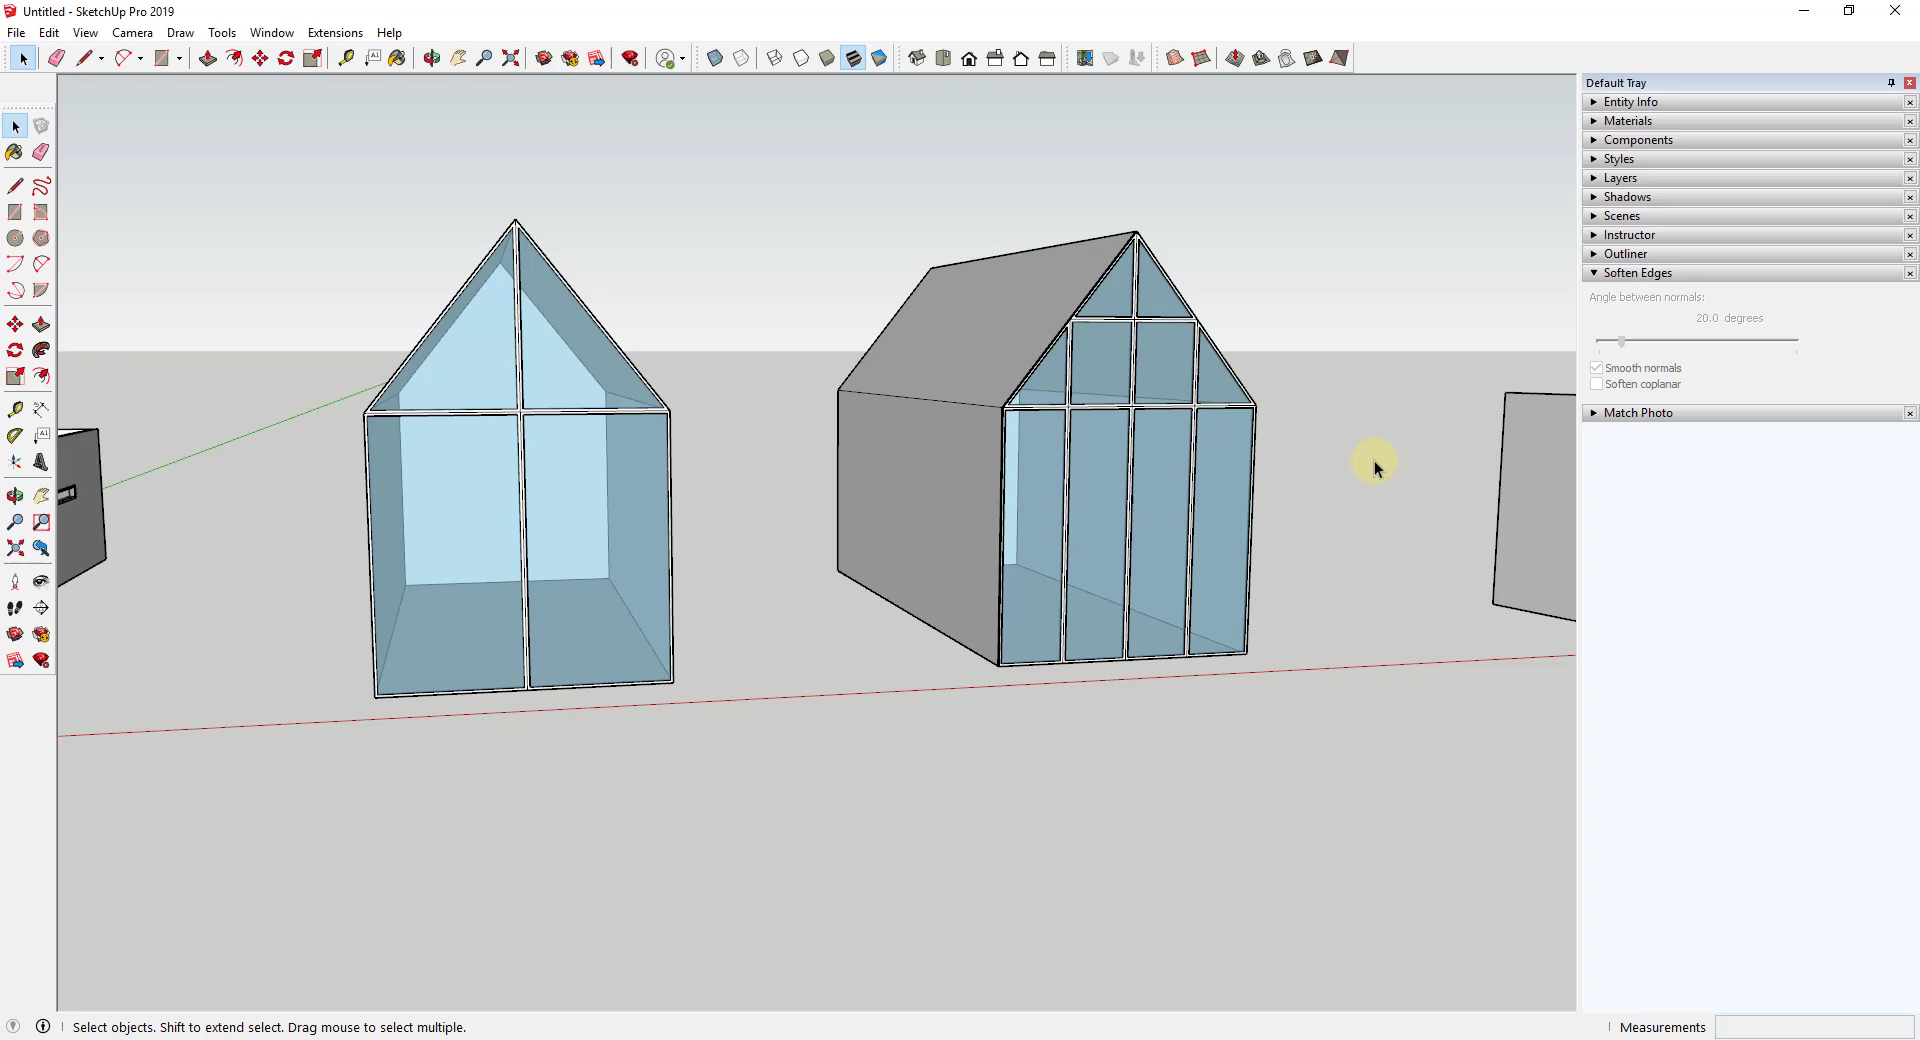 Untitled - SketchUp Pro 2019
File Edit View Camera Draw Tools Window Extensions Help
A1
Default Tray
Entity Info
Materials
Components
Styles
Layers
Shadows
Scenes
Instructor
Outliner
Soften Edges
Angle between normals:
20.0 degrees
Smooth normals
Soften coplanar
Match Photo
A1
Select objects. Shift to extend select. Drag mouse to select multiple.
Measurements